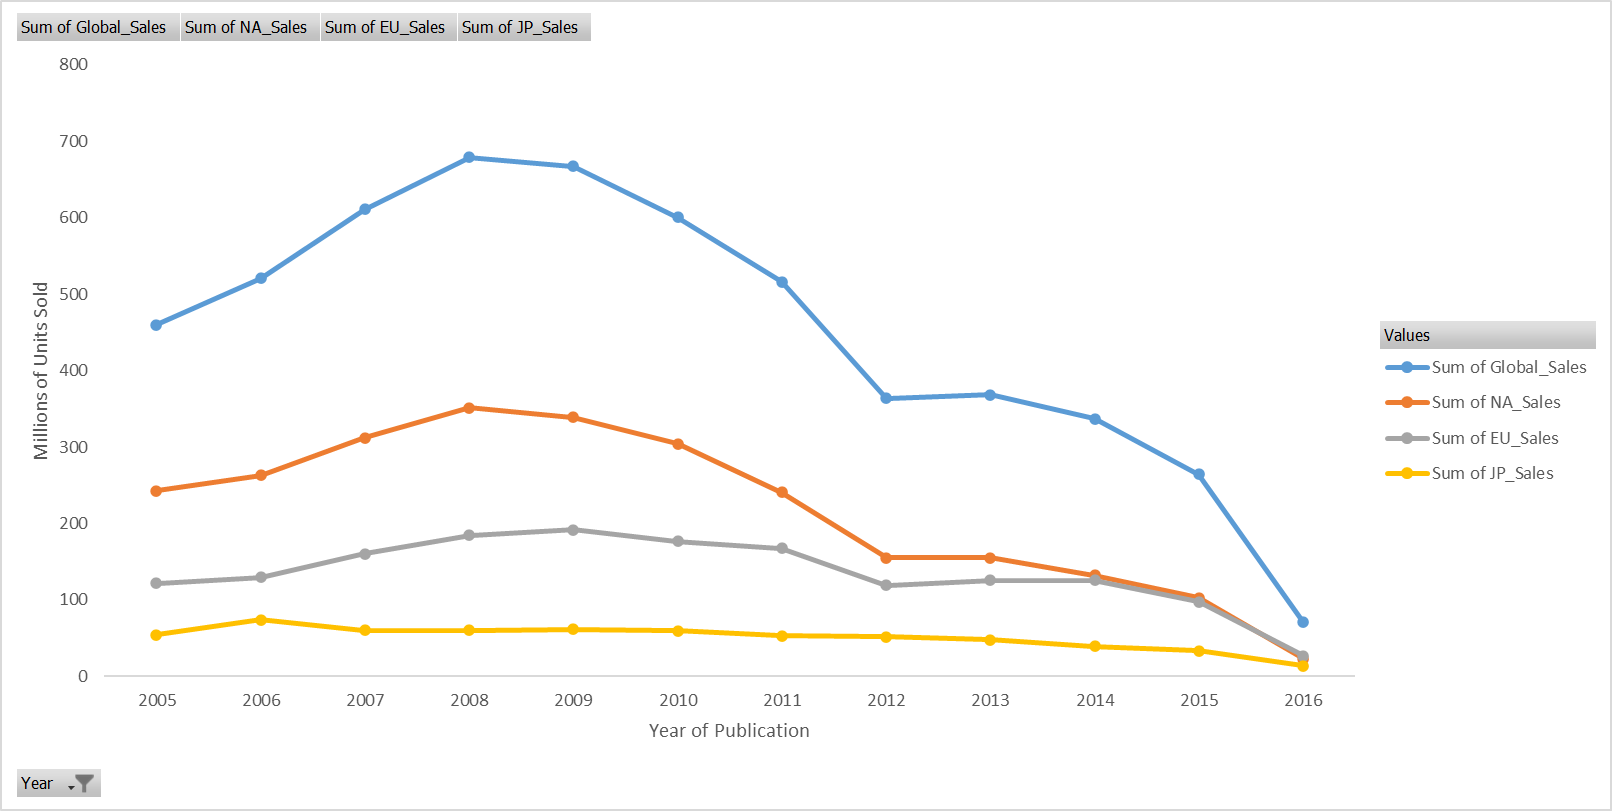 Sum of Global_Sales Sum of NA_Sales Sum of EU_Sales Sum of JP_Sales
800
700
600
500
400
300
200
100
0
Millions of Units Sold
2005 2006 2007 2008 2009 2010 2011 2012 2013 2014 2015 2016
Year of Publication
Values
Sum of Global_Sales
Sum of NA_Sales
Sum of EU_Sales
Sum of JP_Sales
Year